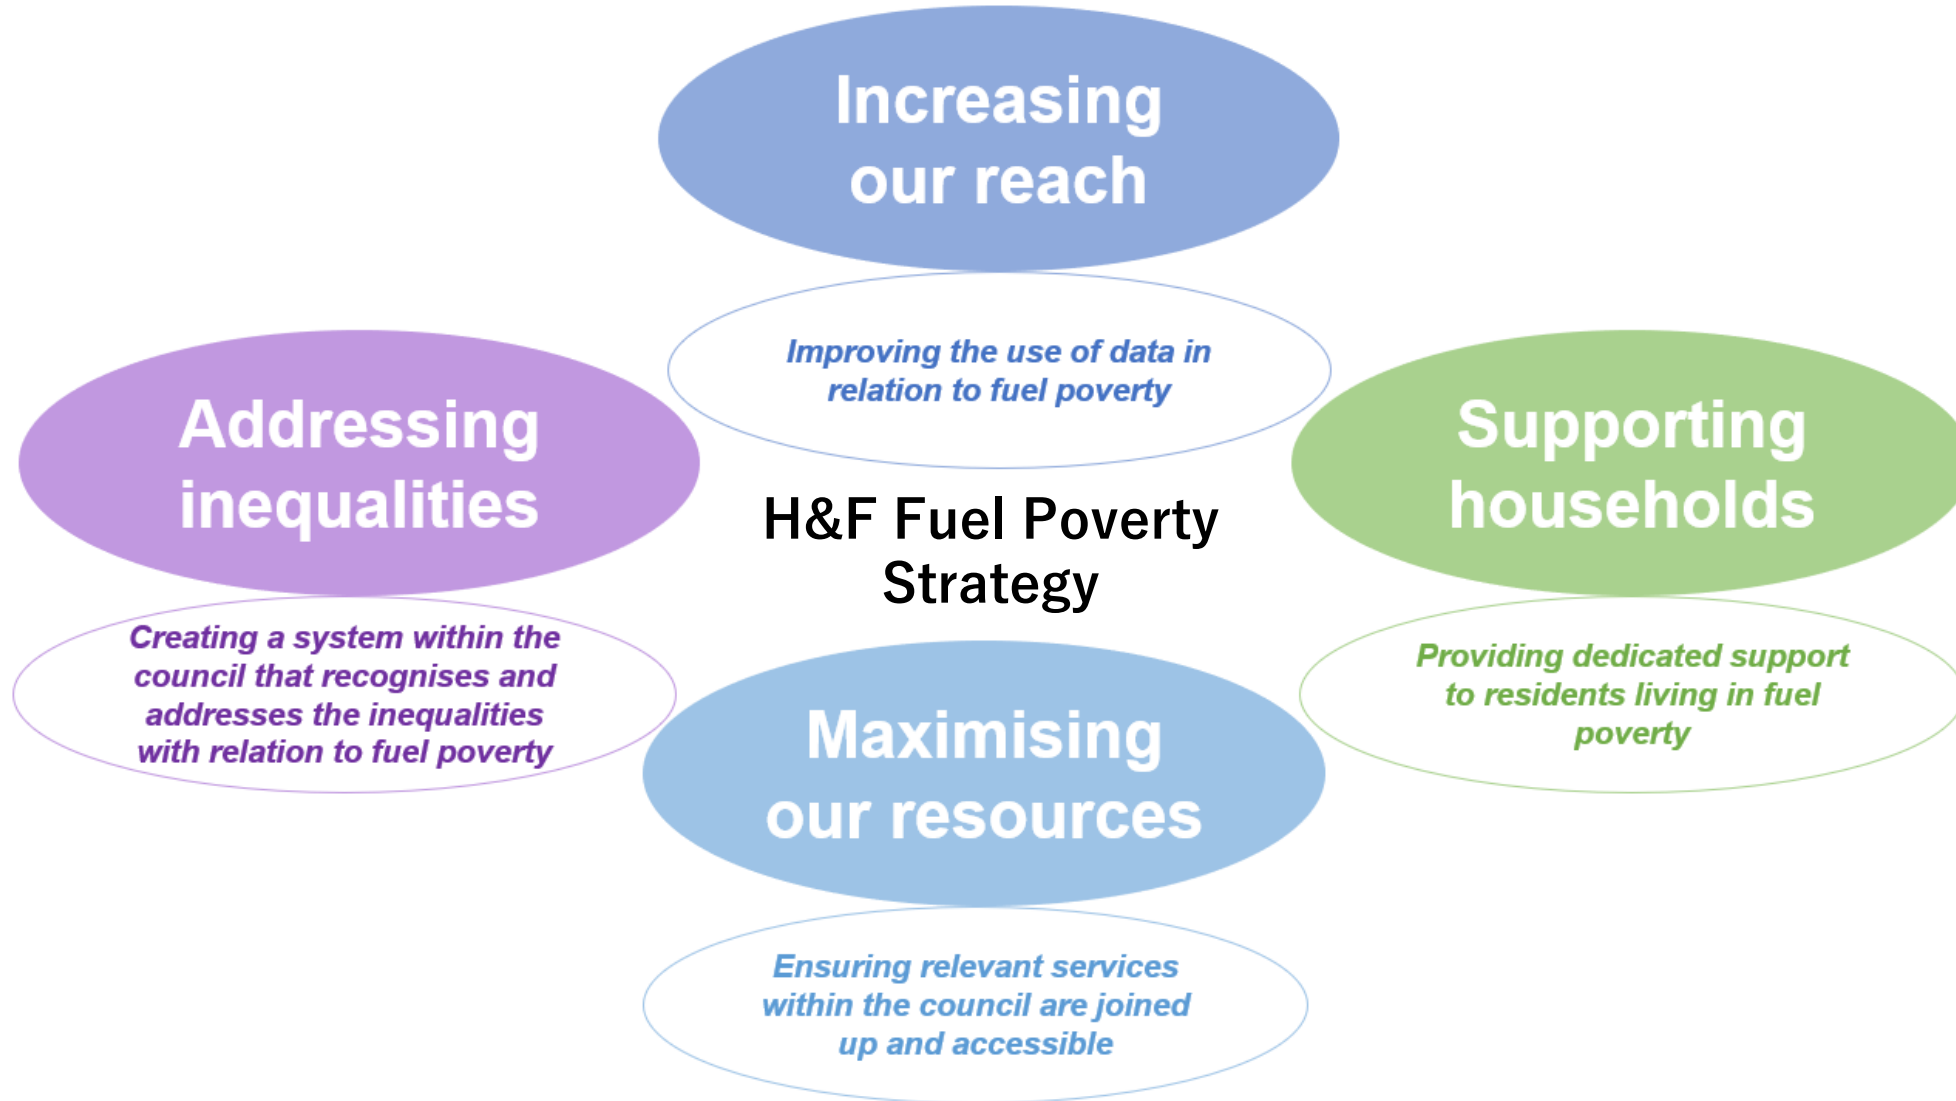 Increasing
our reach
Improving the use of data in
relation to fuel poverty
Addressing
inequalities
Creating a system within the
council that recognises and
addresses the inequalities
with relation to fuel poverty
H&F Fuel Poverty
Strategy
Supporting
households
Providing dedicated support
to residents living in fuel
poverty
Maximising
our resources
Ensuring relevant services
within the council are joined
up and accessible